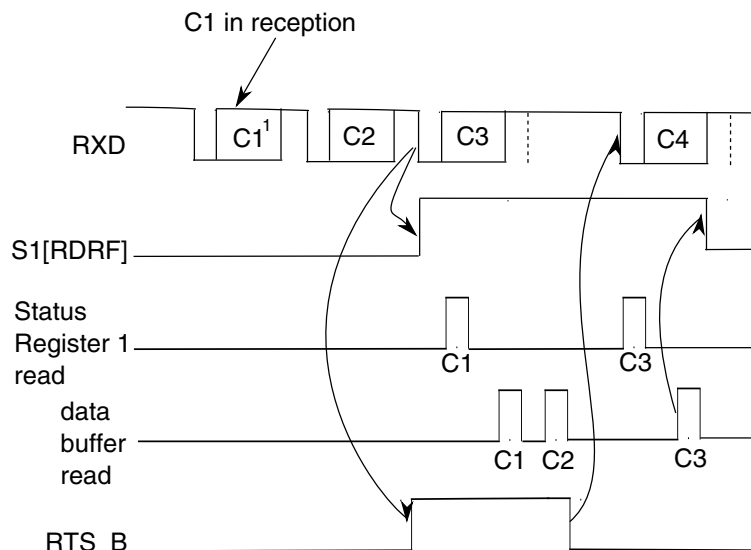 C1 in reception
RXD
C1¹
C2
C3
C4
S1[RDRF]
Status
Register 1
read
C1
C3
data
buffer
read
C1
C2
C3
RTS_B